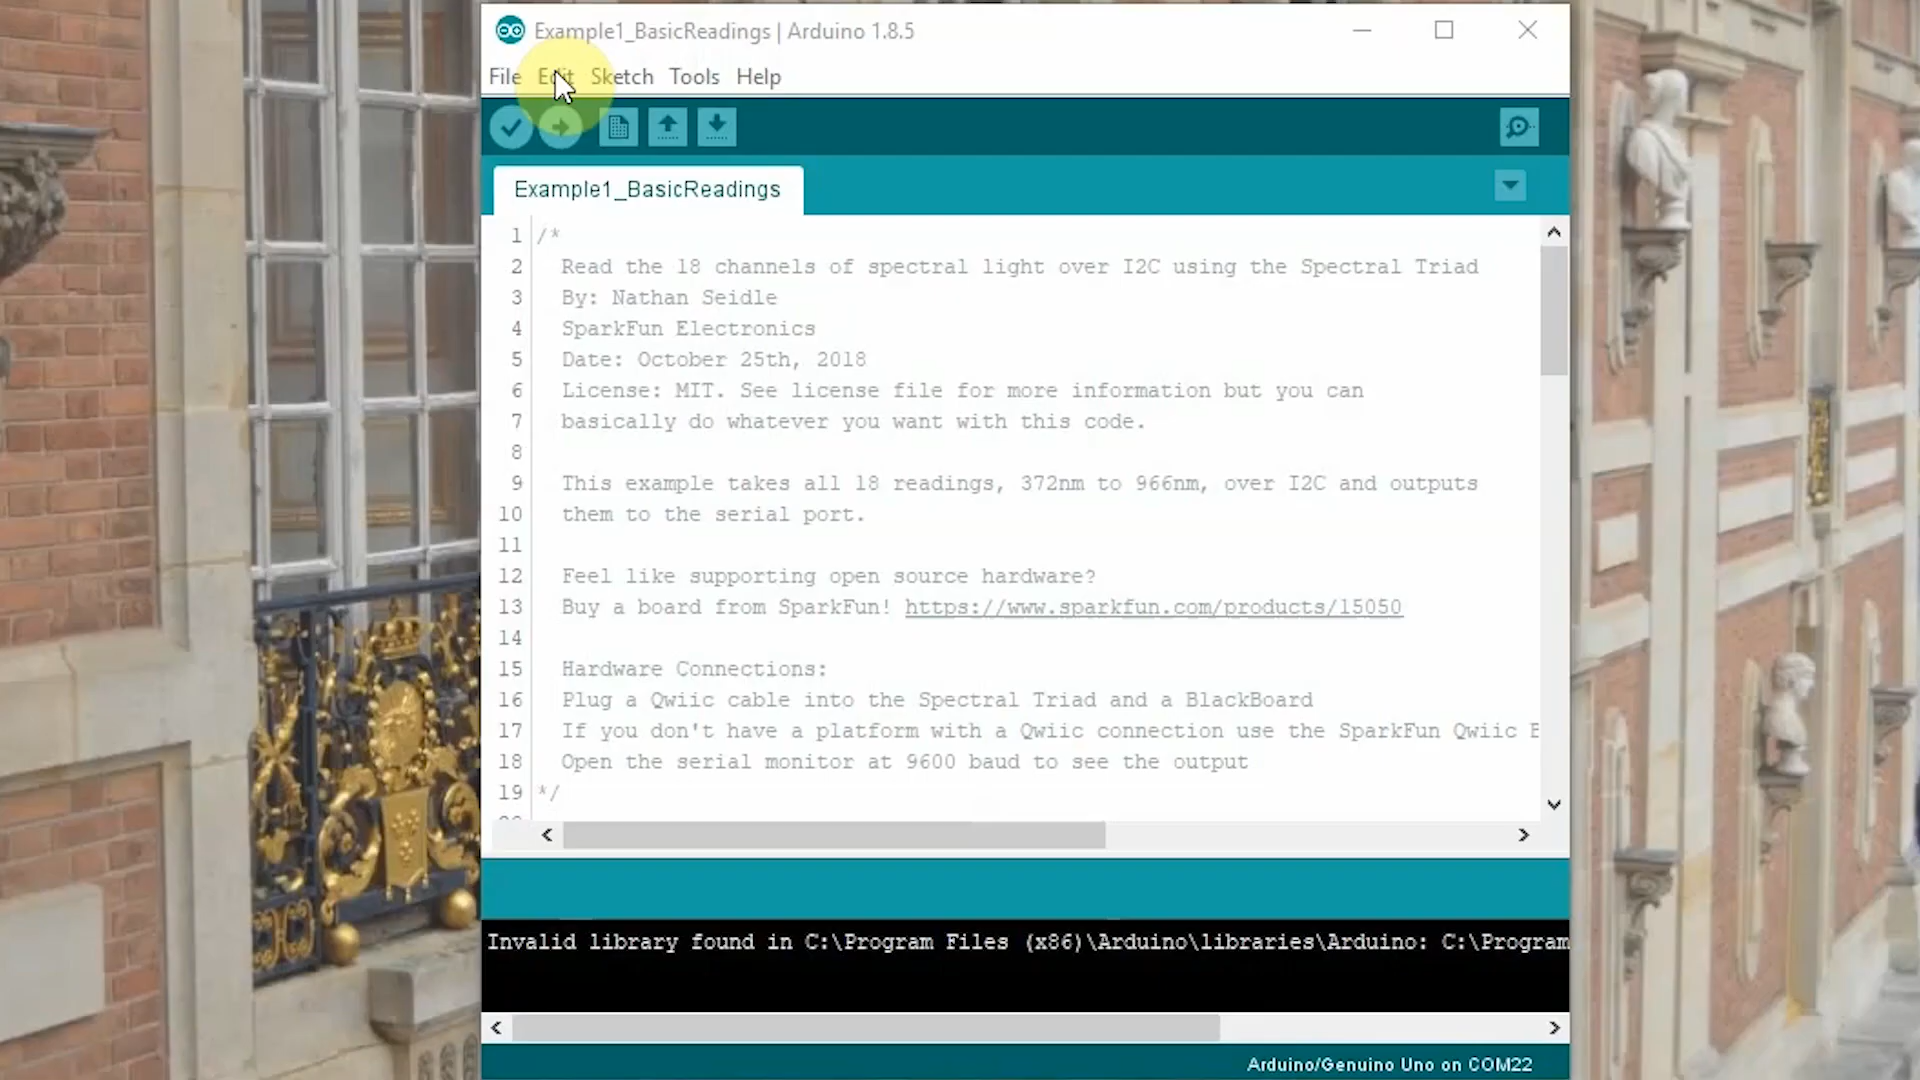 Example1_BasicReadings | Arduino 1.8.5
File Edit Sketch Tools Help
Example1_BasicReadings
1 /*
2 Read the 18 channels of spectral light over I2C using the Spectral Triad
3 By: Nathan Seidle
4 SparkFun Electronics
5 Date: October 25th, 2018
6 License: MIT. See license file for more information but you can
7 basically do whatever you want with this code.
8
9 This example takes all 18 readings, 372nm to 966nm, over I2C and outputs
10 them to the serial port.
11
12 Feel like supporting open source hardware?
13 Buy a board from SparkFun! https://www.sparkfun.com/products/15050
14
15 Hardware Connections:
16 Plug a Qwiic cable into the Spectral Triad and a BlackBoard
17 If you don't have a platform with a Qwiic connection use the SparkFun Qwiic
18 Open the serial monitor at 9600 baud to see the output
19 */
Invalid library found in C:\Program Files (x86)\Arduino\libraries\Arduino: C:\Program
Arduino/Genuino Uno on COM22